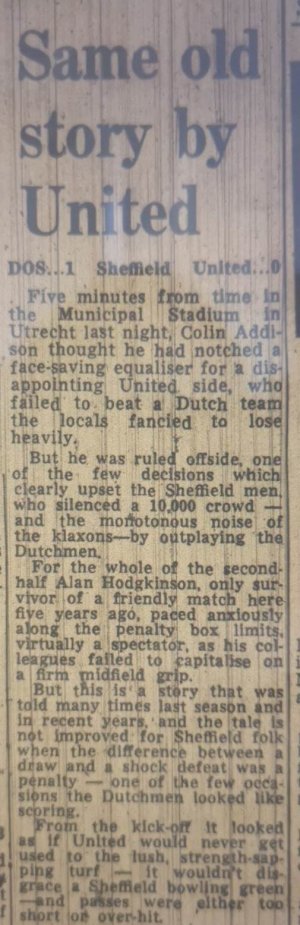 Same old
story by
United
DOS...1 Sheffield United...0
Five minutes from time in
the Municipal Stadium in
Utrecht last night, Colin Addi-
son thought he had notched a
face-saving equaliser for a dis-
appointing United side, who
failed to beat a Dutch team
the locals fancied to lose
heavily.
But he was ruled offside, one
of the few decisions which
clearly upset the Sheffield men,
who silenced a 10,000 crowd —
and the monotonous noise of
the klaxons—by outplaying the
Dutchmen.
For the whole of the second-
half Alan Hodgkinson, only sur-
vivor of a friendly match here
five years ago, paced anxiously
along the penalty box limits,
virtually a spectator, as his col-
leagues failed to capitalise on
a firm midfield grip.
But this is a story that was
told many times last season and
in recent years, and the tale is
not improved for Sheffield folk
when the difference between a
draw and a shock defeat was a
penalty — one of the few occa-
sions the Dutchmen looked like
scoring.
From the kick-off it looked
as if United would never get
used to the lush, strength-sap-
ping turf — it wouldn't dis-
grace a Sheffield bowling green
—and passes were either too
short or over-hit.